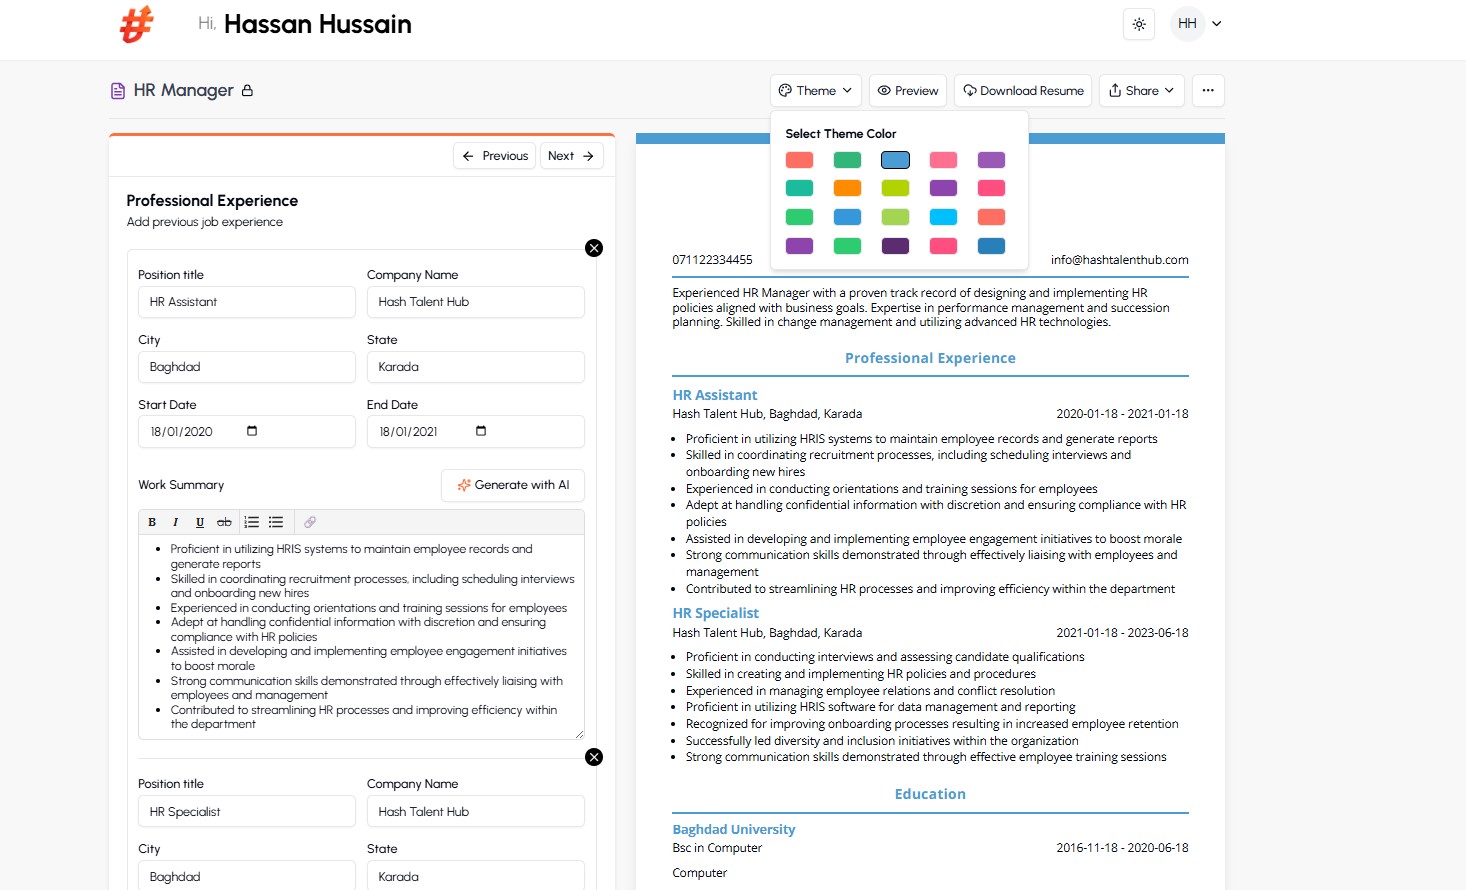 Hi, Hassan Hussain
HH
HR Manager
Theme
Preview
Download Resume
Share
Select Theme Color
Previous
Next
Professional Experience
Add previous job experience
Position title
Company Name
HR Assistant
Hash Talent Hub
City
State
Baghdad
Karada
Start Date
End Date
18/01/2020
18/01/2021
Work Summary
Generate with AI
B I U ab
Proficient in utilizing HRIS systems to maintain employee records and
generate reports
Skilled in coordinating recruitment processes, including scheduling interviews
and onboarding new hires
Experienced in conducting orientations and training sessions for employees
Adept at handling confidential information with discretion and ensuring
compliance with HR policies
Assisted in developing and implementing employee engagement initiatives
to boost morale
Strong communication skills demonstrated through effectively liaising with
employees and management
Contributed to streamlining HR processes and improving efficiency within
the department
Position title
Company Name
HR Specialist
Hash Talent Hub
City
State
Baghdad
Karada
071122334455
info@hashtalenthub.com
Experienced HR Manager with a proven track record of designing and implementing HR
policies aligned with business goals. Expertise in performance management and succession
planning. Skilled in change management and utilizing advanced HR technologies.
Professional Experience
HR Assistant
Hash Talent Hub, Baghdad, Karada
2020-01-18 - 2021-01-18
Proficient in utilizing HRIS systems to maintain employee records and generate reports
Skilled in coordinating recruitment processes, including scheduling interviews and
onboarding new hires
Experienced in conducting orientations and training sessions for employees
Adept at handling confidential information with discretion and ensuring compliance with HR
policies
Assisted in developing and implementing employee engagement initiatives to boost morale
Strong communication skills demonstrated through effectively liaising with employees and
management
Contributed to streamlining HR processes and improving efficiency within the department
HR Specialist
Hash Talent Hub, Baghdad, Karada
2021-01-18 - 2023-06-18
Proficient in conducting interviews and assessing candidate qualifications
Skilled in creating and implementing HR policies and procedures
Experienced in managing employee relations and conflict resolution
Proficient in utilizing HRIS software for data management and reporting
Recognized for improving onboarding processes resulting in increased employee retention
Successfully led diversity and inclusion initiatives within the organization
Strong communication skills demonstrated through effective employee training sessions
Education
Baghdad University
Bsc in Computer
2016-11-18 - 2020-06-18
Computer